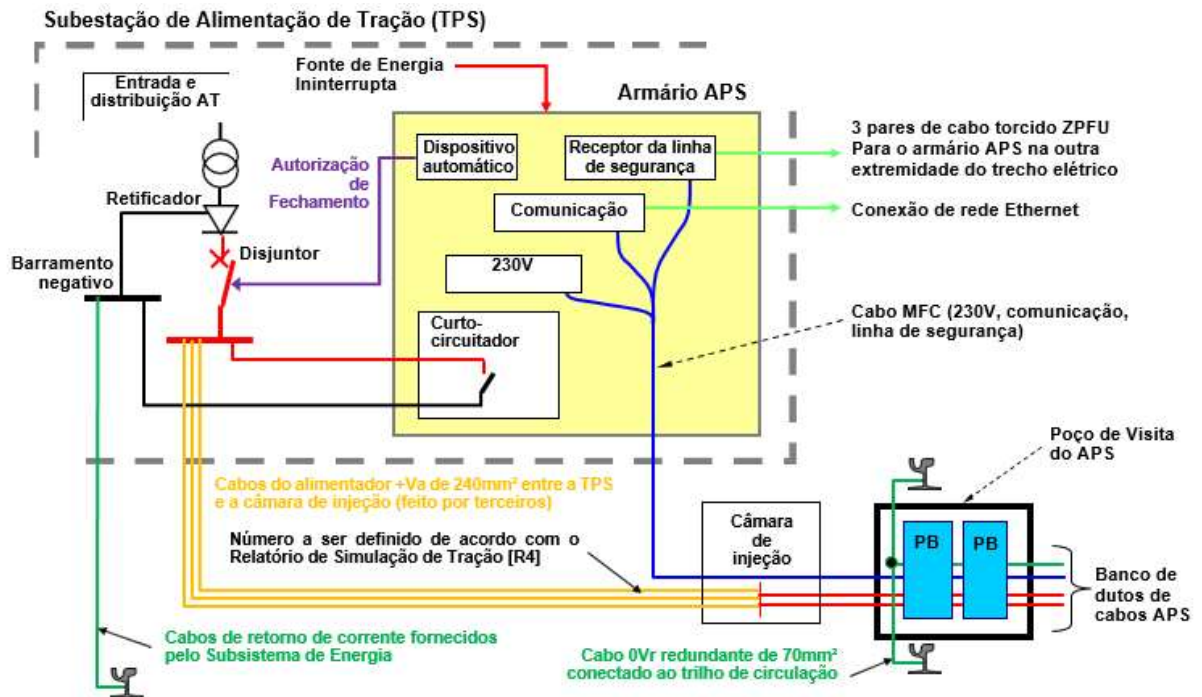 Subestação de Alimentação de Tração (TPS)
Entrada e
distribuição AT
Fonte de Energia
Ininterrupta
Armário APS
Dispositivo
automático
Receptor da linha
de segurança
3 pares de cabo torcido ZPFU
Para o armário APS na outra
extremidade do trecho elétrico
Autorização
de
Fechamento
Retificador
Comunicação
Conexão de rede Ethernet
Disjuntor
Barramento
negativo
230V
Curto-
circuitador
Cabo MFC (230V, comunicação,
linha de segurança)
Poço de Visita
do APS
Cabos do alimentador +Va de 240mm² entre a TPS
e a câmara de injeção (feito por terceiros)
Número a ser definido de acordo com o
Relatório de Simulação de Tração [R4]
Câmara
de
injeção
PB
PB
Banco de
dutos de
cabos APS
Cabos de retorno de corrente fornecidos
pelo Subsistema de Energia
Cabo 0Vr redundante de 70mm²
conectado ao trilho de circulação